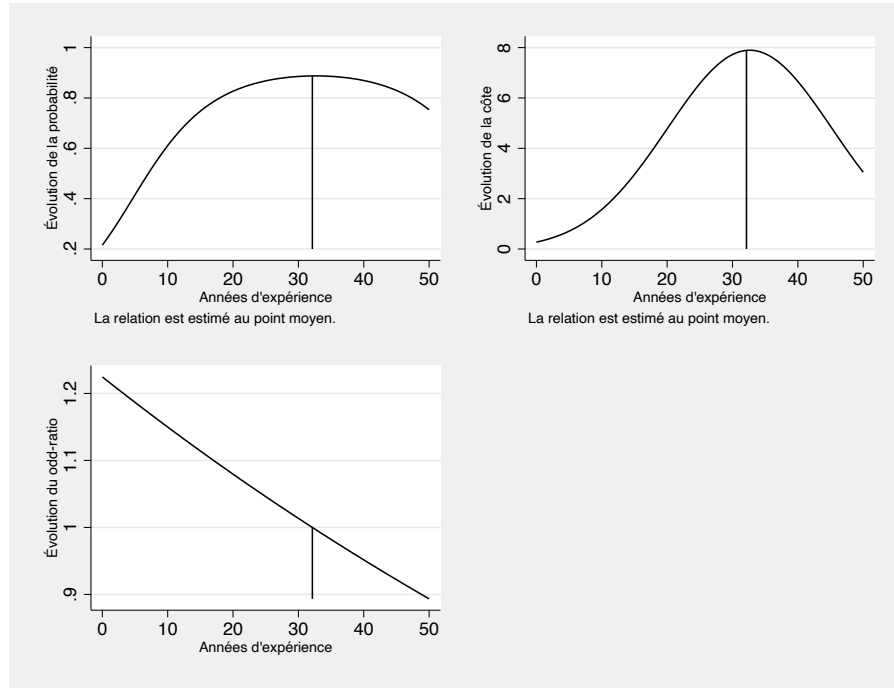 Évolution de la probabilité
1
.8
.6
.4
.2
0 10 20 30 40 50
Années d'expérience
La relation est estimé au point moyen.
Évolution de la côte
8
6
4
2
0
0 10 20 30 40 50
Années d'expérience
La relation est estimé au point moyen.
Évolution du odd-ratio
1.2
1.1
1
.9
0 10 20 30 40 50
Années d'expérience